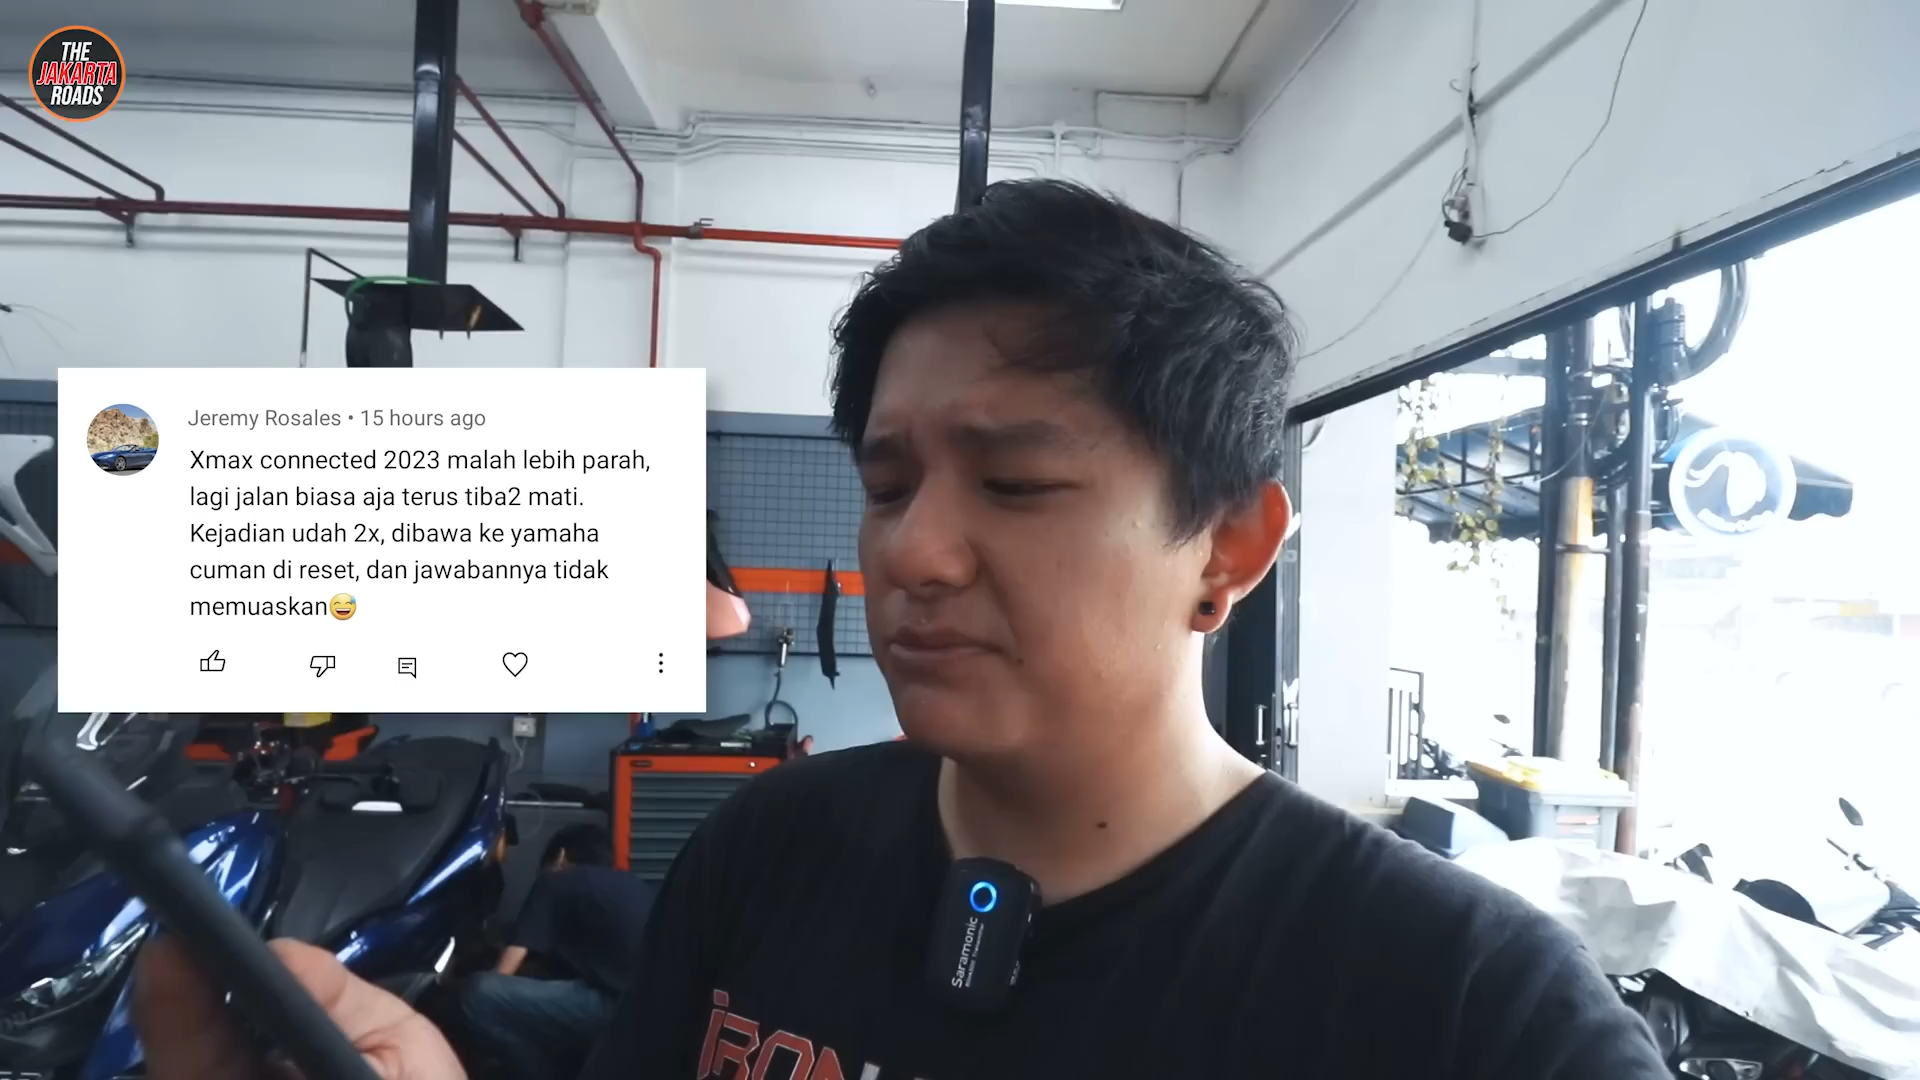 THE
JAKARTA
ROADS
Jeremy Rosales • 15 hours ago
Xmax connected 2023 malah lebih parah,
lagi jalan biasa aja terus tiba2 mati.
Kejadian udah 2x, dibawa ke yamaha
cuman di reset, dan jawabannya tidak
memuaskan😅
Saramonic
iRON